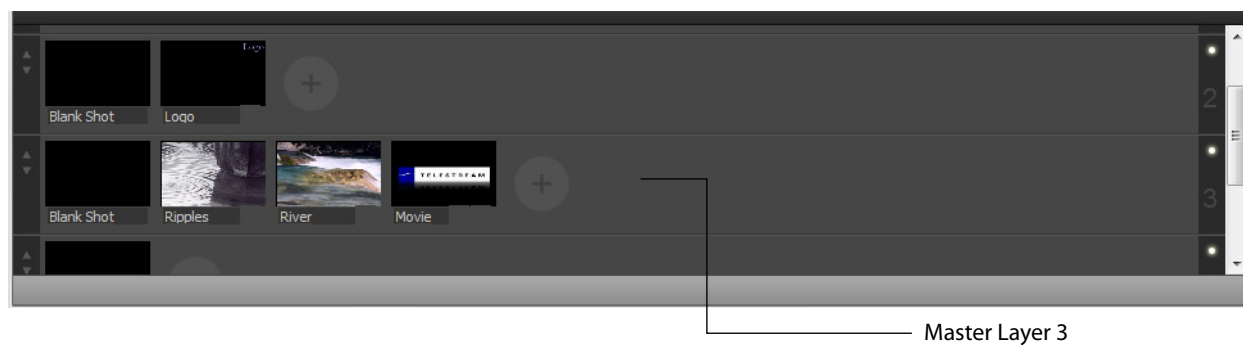 Logo
Blank Shot
Logo
2
TELESTREAM
Blank Shot
Ripples
River
Movie
3
Master Layer 3